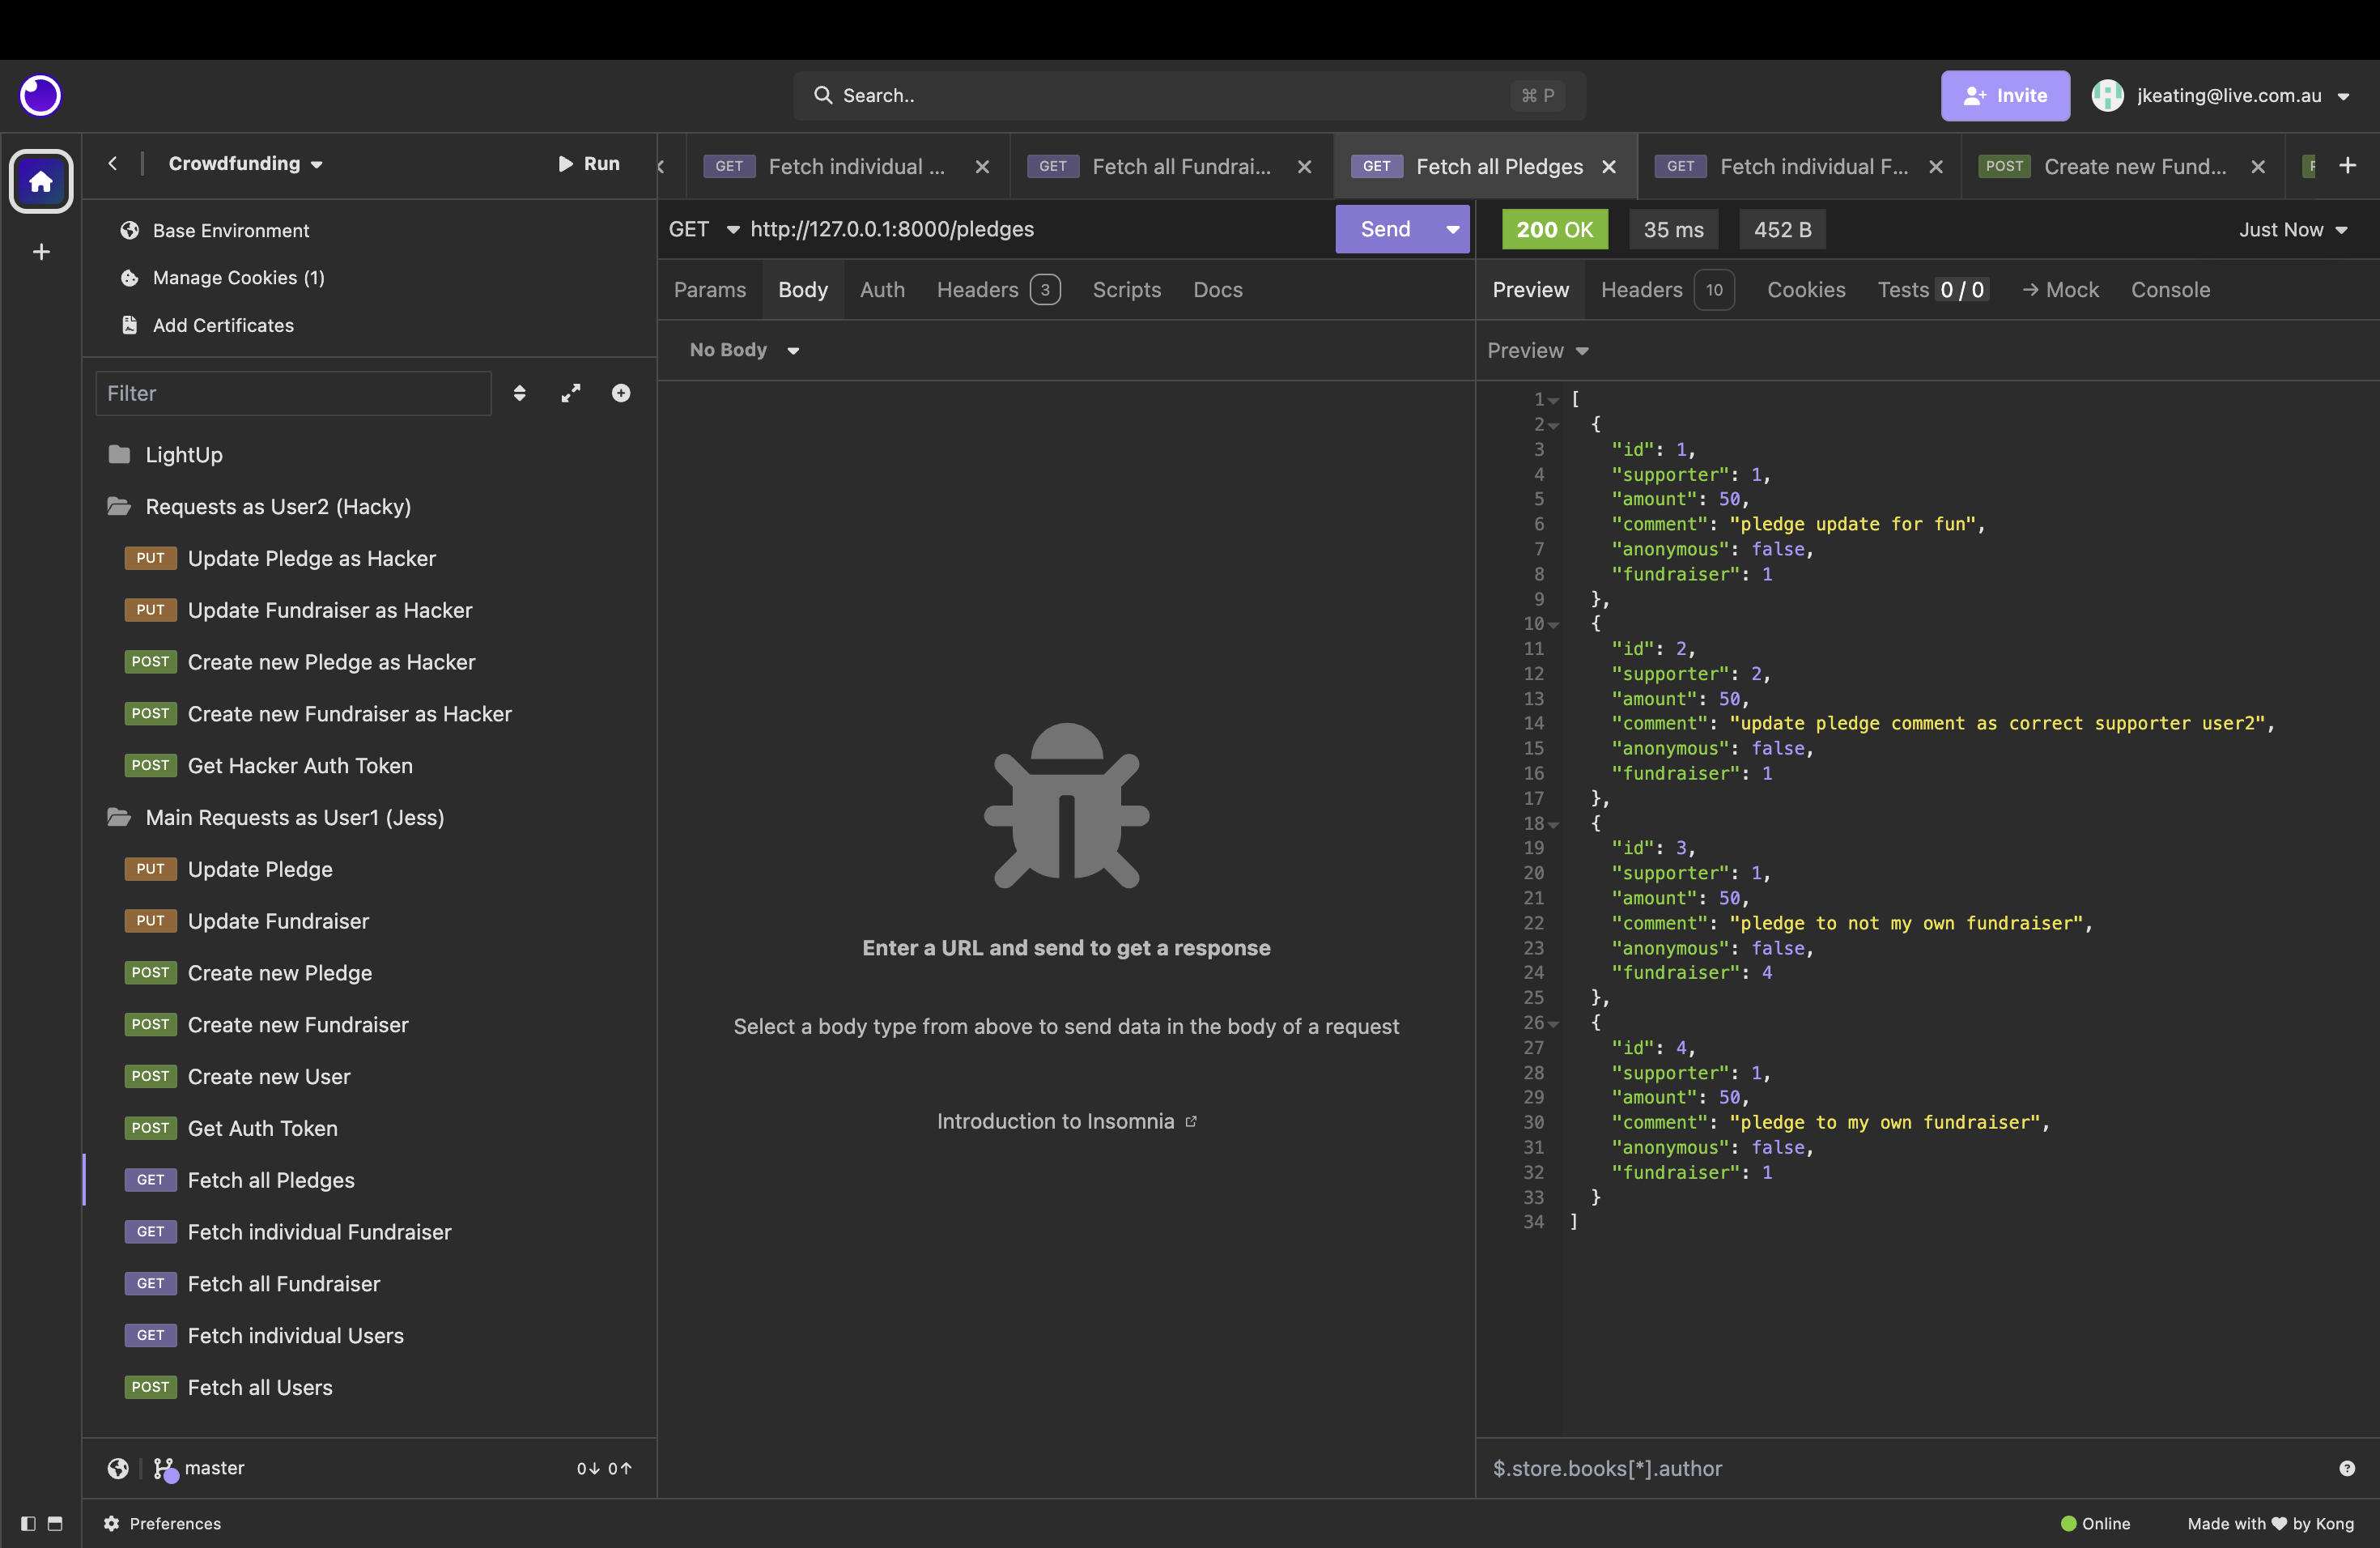 Search..
⌘ P
Invite
jkeating@live.com.au
Crowdfunding
Run
GET Fetch individual ...
GET Fetch all Fundrai...
GET Fetch all Pledges
GET Fetch individual F...
POST Create new Fund...
Base Environment
Manage Cookies (1)
Add Certificates
Filter
LightUp
Requests as User2 (Hacky)
PUT Update Pledge as Hacker
PUT Update Fundraiser as Hacker
POST Create new Pledge as Hacker
POST Create new Fundraiser as Hacker
POST Get Hacker Auth Token
Main Requests as User1 (Jess)
PUT Update Pledge
PUT Update Fundraiser
POST Create new Pledge
POST Create new Fundraiser
POST Create new User
POST Get Auth Token
GET Fetch all Pledges
GET Fetch individual Fundraiser
GET Fetch all Fundraiser
GET Fetch individual Users
POST Fetch all Users
master
0↓ 0↑
GET http://127.0.0.1:8000/pledges
Send
Params Body Auth Headers 3 Scripts Docs
No Body
Enter a URL and send to get a response
Select a body type from above to send data in the body of a request
Introduction to Insomnia
200 OK 35 ms 452 B
Just Now
Preview Headers 10 Cookies Tests 0 / 0 → Mock Console
Preview
1 [
2 {
3 "id": 1,
4 "supporter": 1,
5 "amount": 50,
6 "comment": "pledge update for fun",
7 "anonymous": false,
8 "fundraiser": 1
9 },
10 {
11 "id": 2,
12 "supporter": 2,
13 "amount": 50,
14 "comment": "update pledge comment as correct supporter user2",
15 "anonymous": false,
16 "fundraiser": 1
17 },
18 {
19 "id": 3,
20 "supporter": 1,
21 "amount": 50,
22 "comment": "pledge to not my own fundraiser",
23 "anonymous": false,
24 "fundraiser": 4
25 },
26 {
27 "id": 4,
28 "supporter": 1,
29 "amount": 50,
30 "comment": "pledge to my own fundraiser",
31 "anonymous": false,
32 "fundraiser": 1
33 }
34 ]
$.store.books[*].author
Preferences
Online
Made with ♥ by Kong